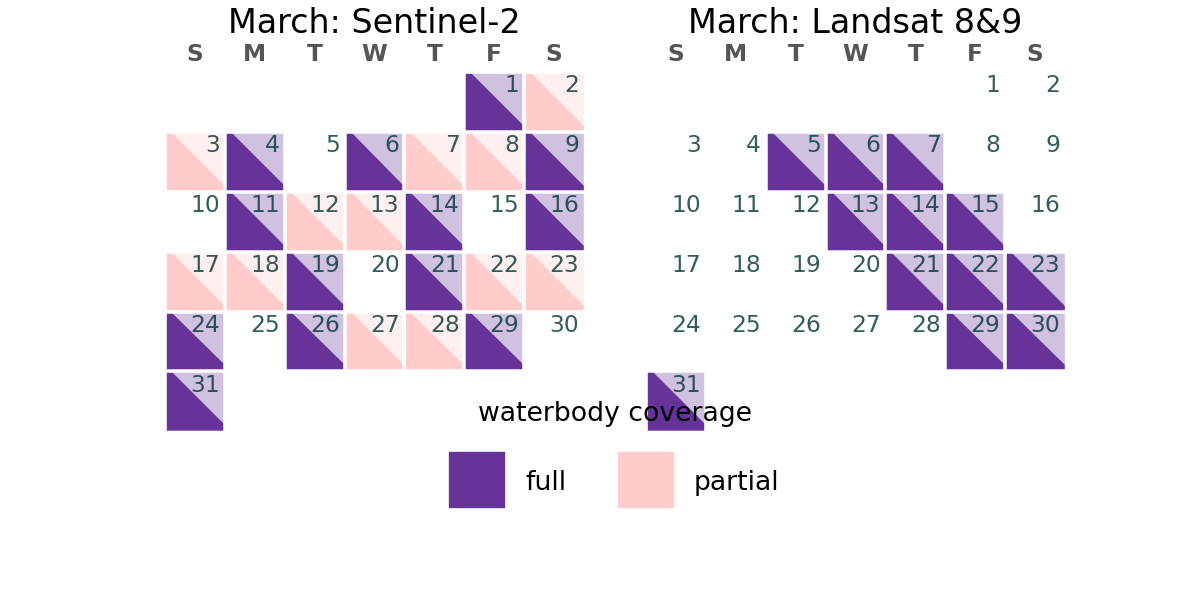 March: Sentinel-2
S M T W T F S
1 2
3 4 5 6 7 8 9
10 11 12 13 14 15 16
17 18 19 20 21 22 23
24 25 26 27 28 29 30
31
March: Landsat 8&9
S M T W T F S
1 2
3 4 5 6 7 8 9
10 11 12 13 14 15 16
17 18 19 20 21 22 23
24 25 26 27 28 29 30
31
waterbody coverage
full partial